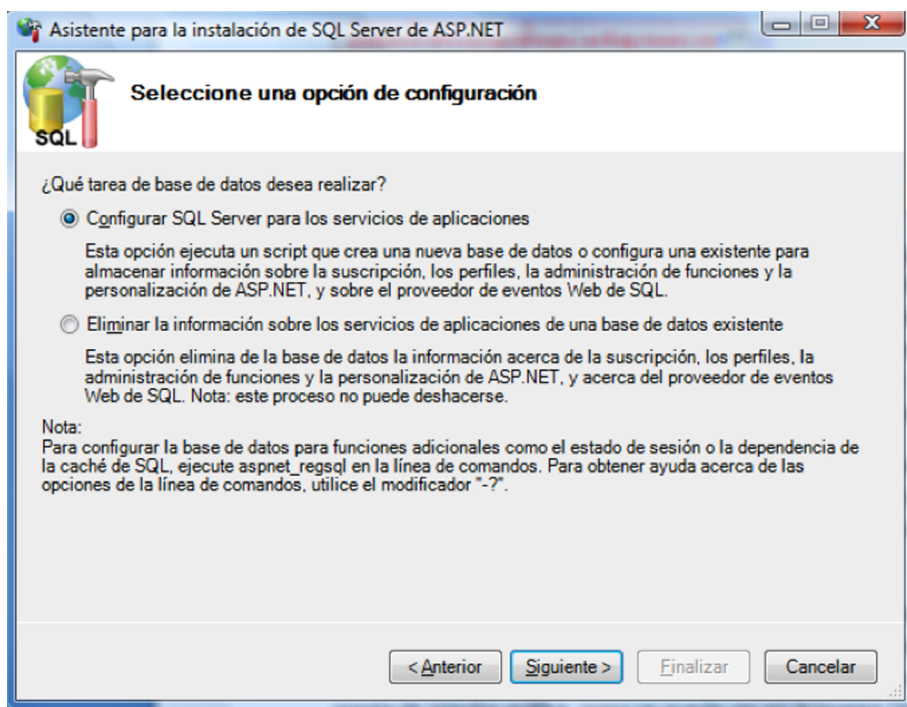 Asistente para la instalación de SQL Server de ASP.NET
SQL
Seleccione una opción de configuración
¿Qué tarea de base de datos desea realizar?
Configurar SQL Server para los servicios de aplicaciones
Esta opción ejecuta un script que crea una nueva base de datos o configura una existente para
almacenar información sobre la suscripción, los perfiles, la administración de funciones y la
personalización de ASP.NET, y sobre el proveedor de eventos Web de SQL.
Eliminar la información sobre los servicios de aplicaciones de una base de datos existente
Esta opción elimina de la base de datos la información acerca de la suscripción, los perfiles, la
administración de funciones y la personalización de ASP.NET, y acerca del proveedor de eventos
Web de SQL. Nota: este proceso no puede deshacerse.
Nota:
Para configurar la base de datos para funciones adicionales como el estado de sesión o la dependencia de
la caché de SQL, ejecute aspnet_regsql en la línea de comandos. Para obtener ayuda acerca de las
opciones de la línea de comandos, utilice el modificador "-?".
< Anterior
Siguiente >
Finalizar
Cancelar